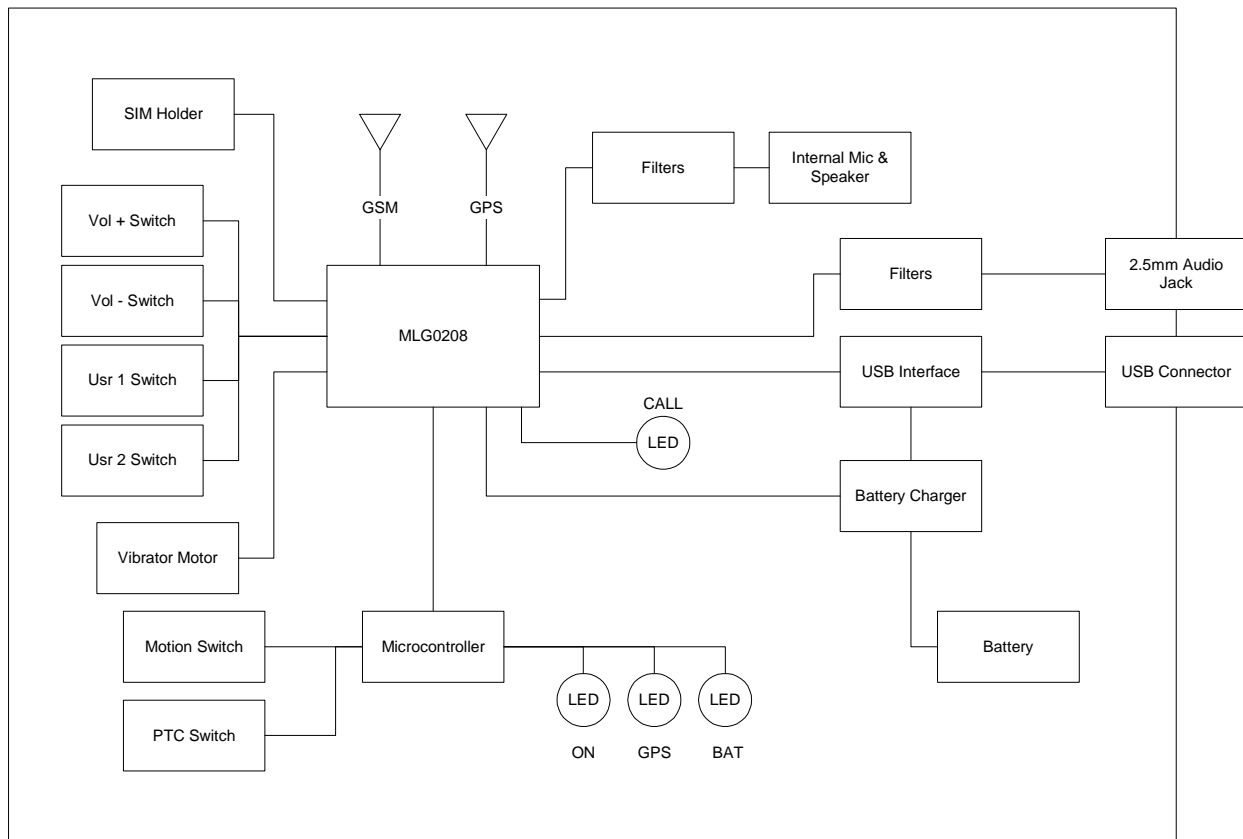 SIM Holder
Filters
Internal Mic &
Speaker
Vol + Switch
GSM
GPS
Vol - Switch
Filters
2.5mm Audio
Jack
MLG0208
Usr 1 Switch
USB Interface
USB Connector
CALL
LED
Usr 2 Switch
Battery Charger
Vibrator Motor
Motion Switch
Microcontroller
Battery
LED
LED
LED
PTC Switch
ON
GPS
BAT